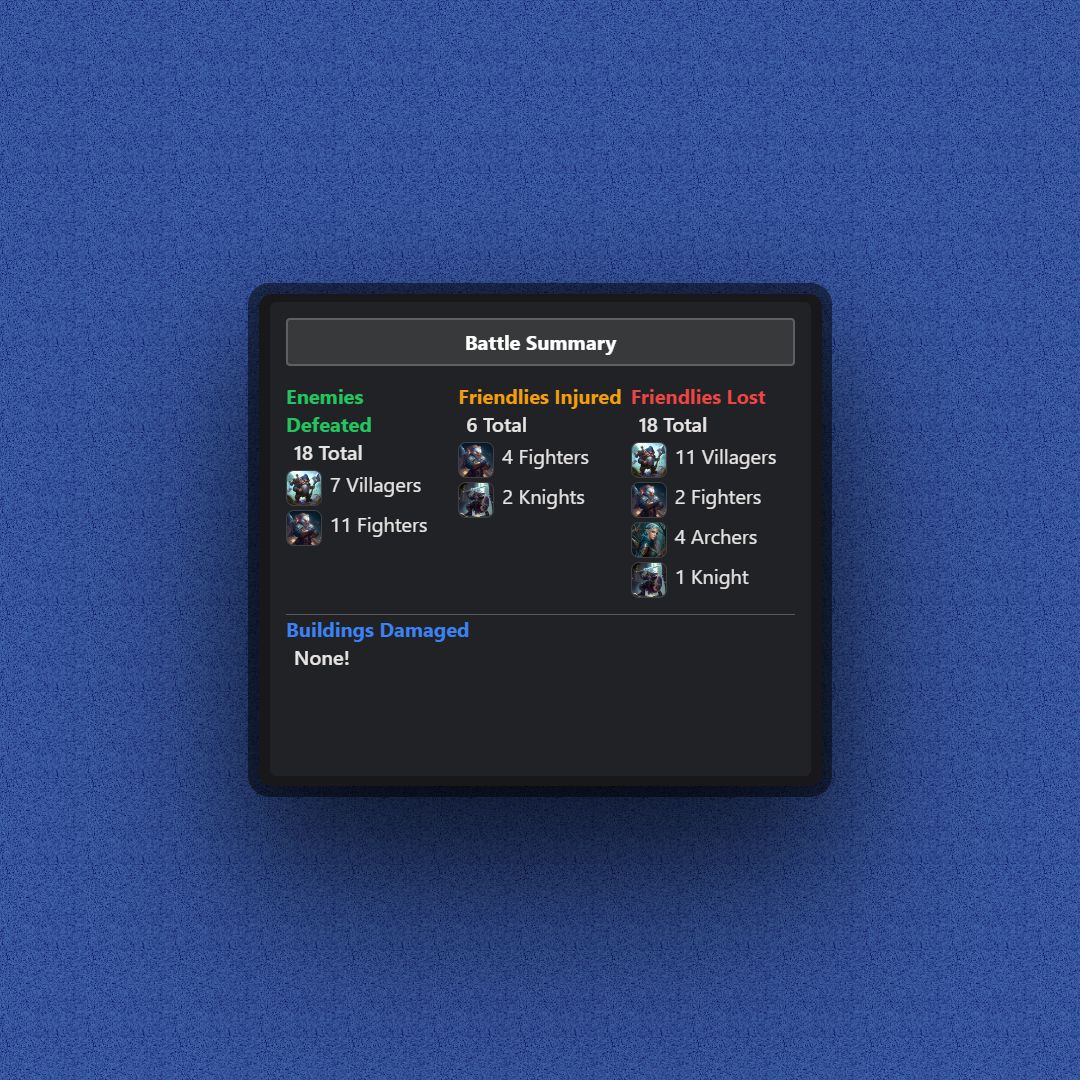 Battle Summary
Enemies
Defeated
18 Total
7 Villagers
11 Fighters
Friendlies Injured
6 Total
4 Fighters
2 Knights
Friendlies Lost
18 Total
11 Villagers
2 Fighters
4 Archers
1 Knight
Buildings Damaged
None!